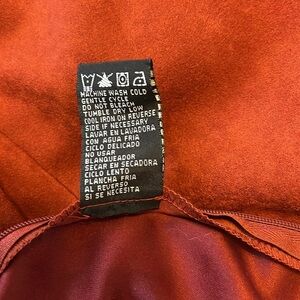 MACHINE WASH COLD
GENTLE CYCLE
DO NOT BLEACH
TUMBLE DRY LOW
COOL IRON ON REVERSE
SIDE IF NECESSARY
LAVAR EN LAVADORA
CON AGUA FRIA
CICLO DELICADO
NO USAR
BLANQUEADOR
SECAR EN SECADORA
CICLO LENTO
PLANCHA FRIA
AL REVERSO
SI SE NECESITA